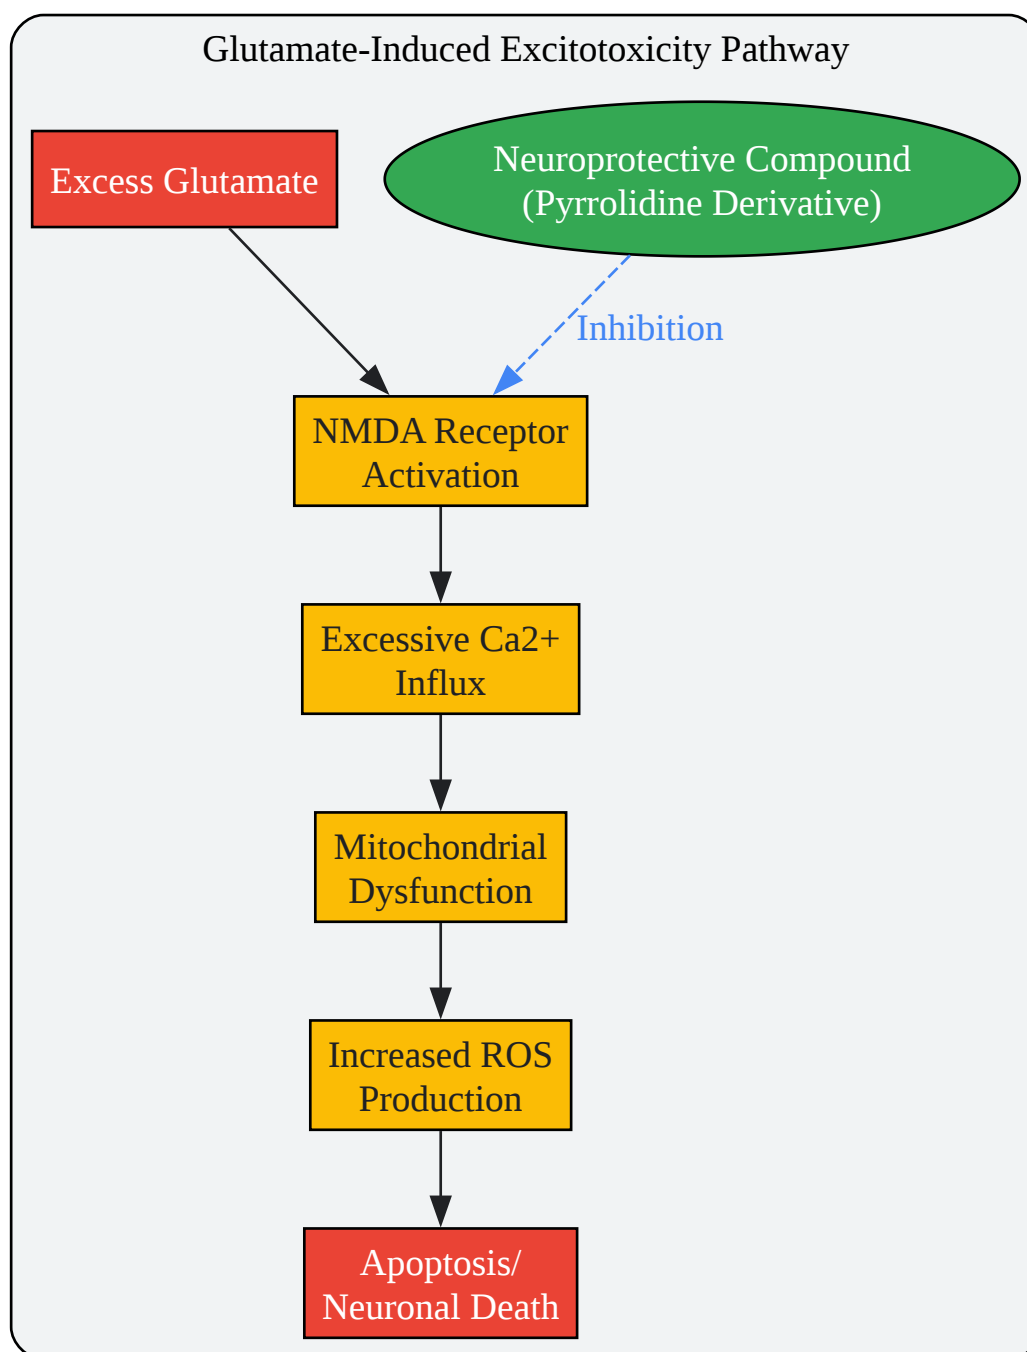 Glutamate-Induced Excitotoxicity Pathway
Excess Glutamate
Neuroprotective Compound
(Pyrrolidine Derivative)
Inhibition
NMDA Receptor
Activation
Excessive Ca2+
Influx
Mitochondrial
Dysfunction
Increased ROS
Production
Apoptosis/
Neuronal Death